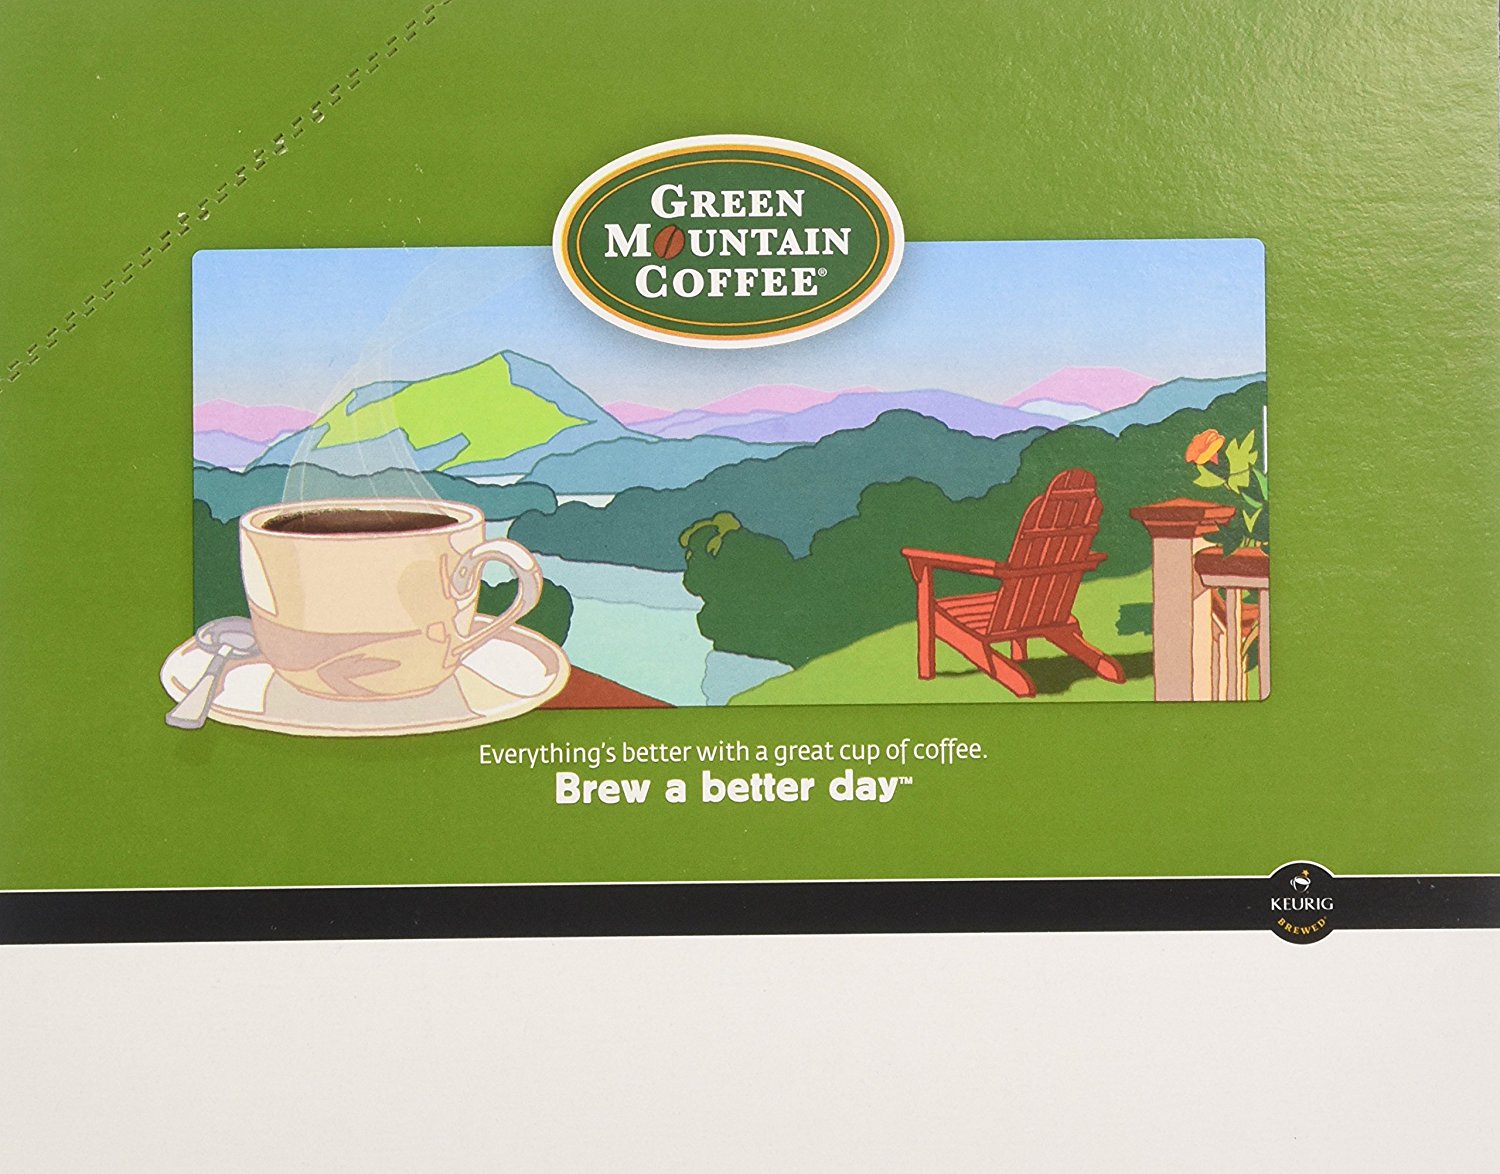 GREEN
MOUNTAIN
COFFEE®
Everything's better with a great cup of coffee.
Brew a better day™
KEURIG
BREWED®